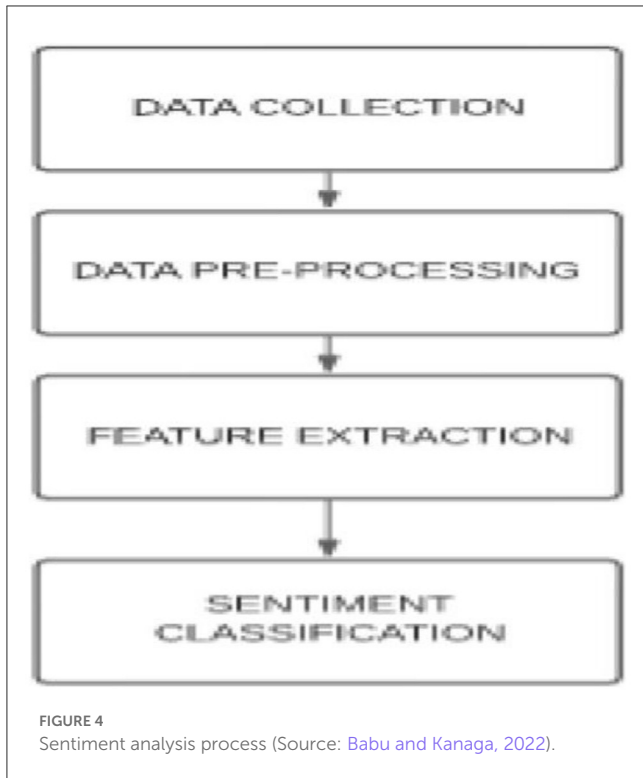 DATA COLLECTION
DATA PRE-PROCESSING
FEATURE EXTRACTION
SENTIMENT
CLASSIFICATION
FIGURE 4
Sentiment analysis process (Source: Babu and Kanaga, 2022).